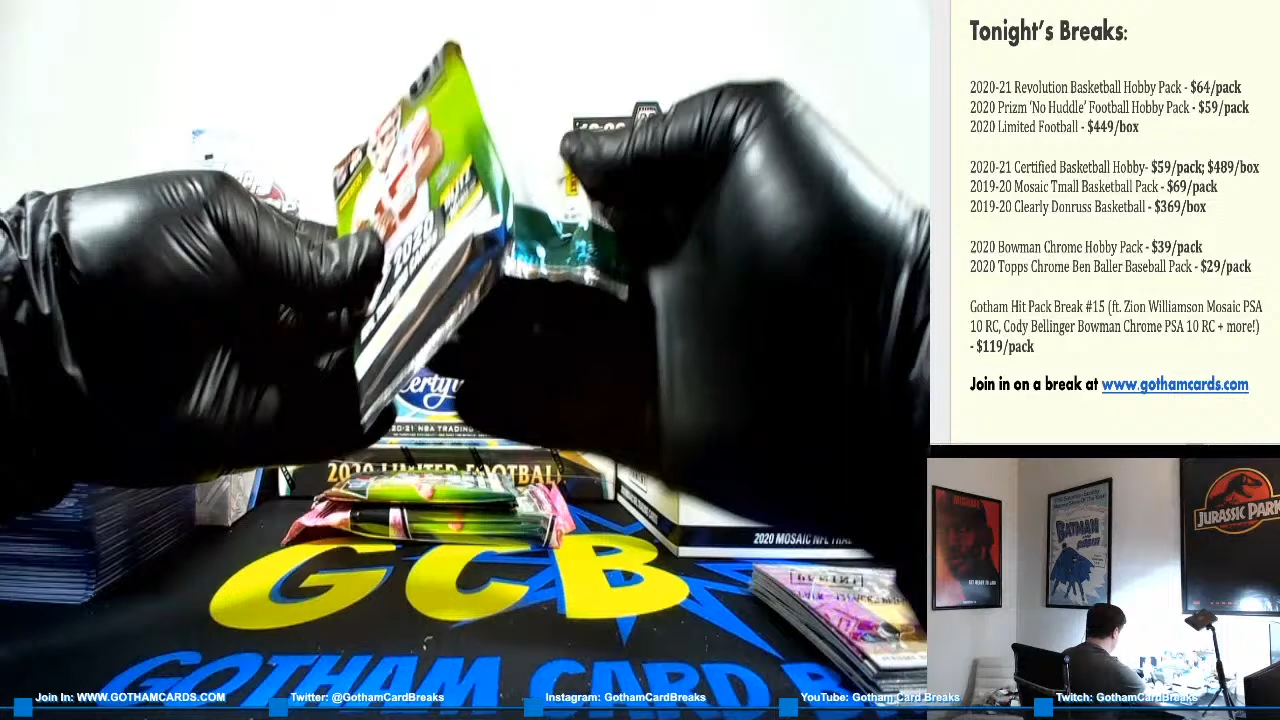 Tonight's Breaks:
2020-21 Revolution Basketball Hobby Pack - $64/pack
2020 Prizm 'No Huddle' Football Hobby Pack - $59/pack
2020 Limited Football - $449/box
2020-21 Certified Basketball Hobby- $59/pack; $489/box
2019-20 Mosaic Tmall Basketball Pack - $69/pack
2019-20 Clearly Donruss Basketball - $369/box
2020 Bowman Chrome Hobby Pack - $39/pack
2020 Topps Chrome Ben Baller Baseball Pack - $29/pack
Gotham Hit Pack Break #15 (ft. Zion Williamson Mosaic PSA
10 RC, Cody Bellinger Bowman Chrome PSA 10 RC + more!)
- $119/pack
Join in on a break at www.gothamcards.com
2020
20-21 NBA TRADING
2020 LIMITED FOOTBALL
2020 MOSAIC NFL TRA
GCB
GOTHAM CARD B
BATMAN
JURASSIC PARK
Join In: WWW.GOTHAMCARDS.COM
Twitter: @GothamCardBreaks
Instagram: GothamCardBreaks
YouTube: Gotham Card Breaks
Twitch: GothamCardBreaks